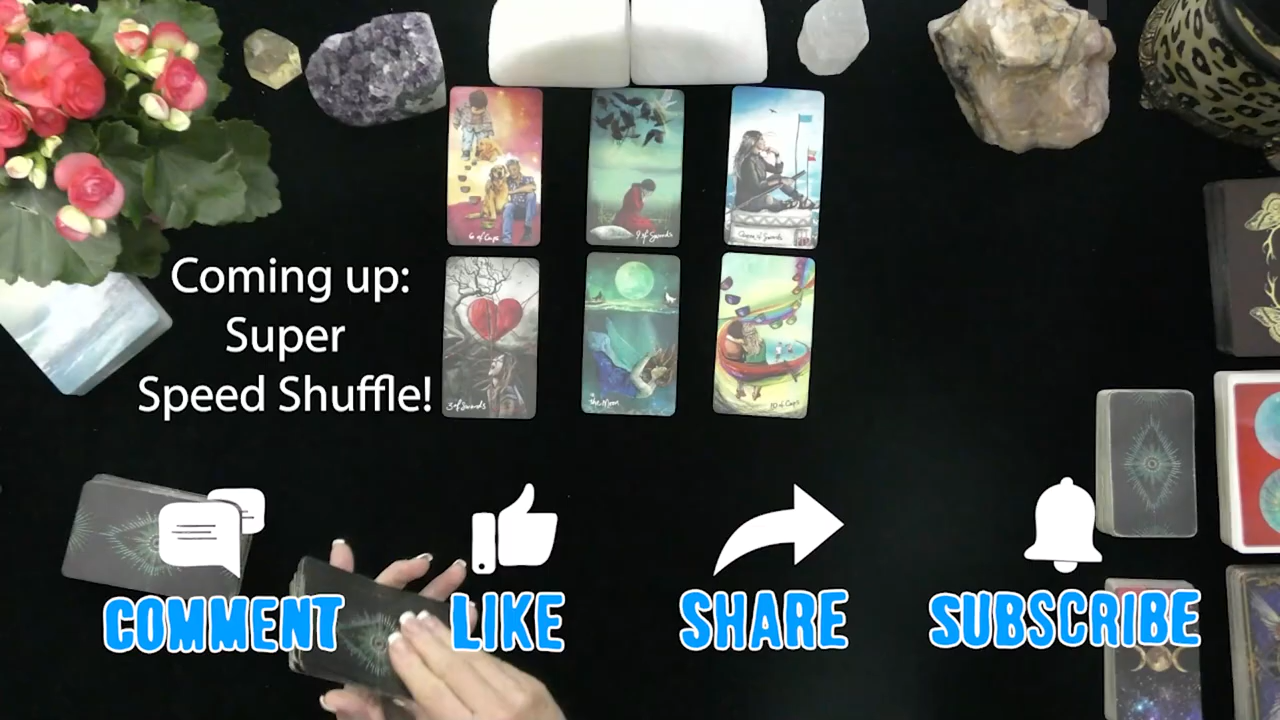 6 of Cups
9 of Swords
Queen of Swords
Coming up:
Super
Speed Shuffle!
3 of Swords
the Moon
10 of Cups
COMMENT
LIKE
SHARE
SUBSCRIBE